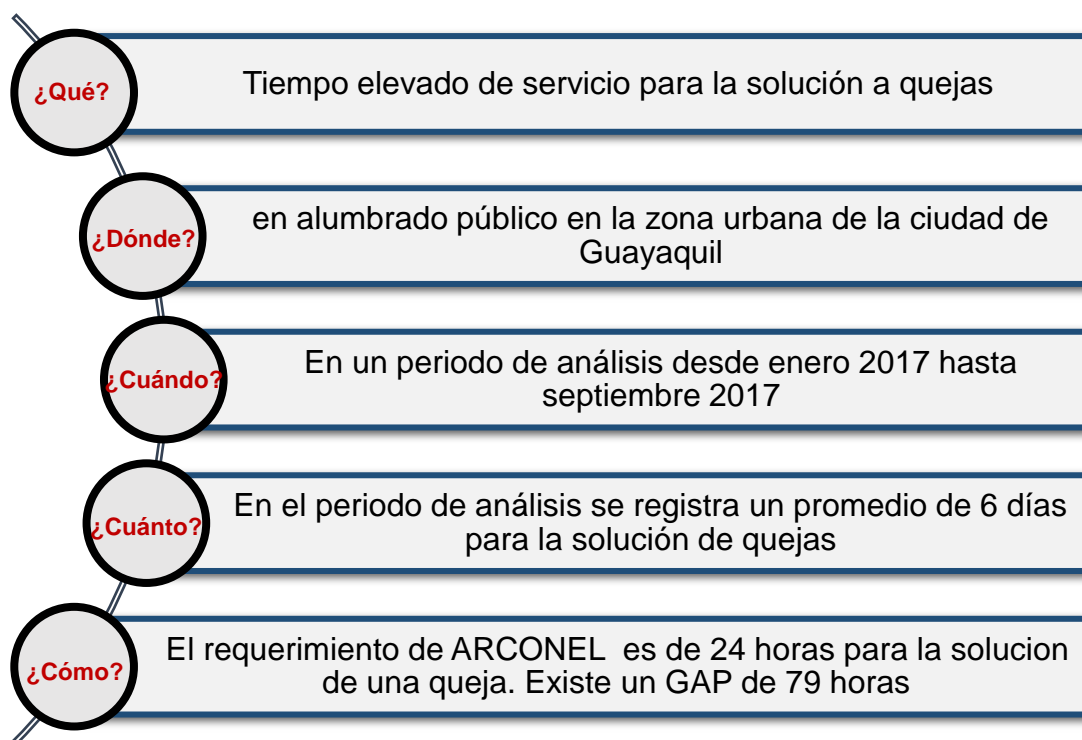 ¿Qué?
Tiempo elevado de servicio para la solución a quejas
¿Dónde?
en alumbrado público en la zona urbana de la ciudad de
Guayaquil
¿Cuándo?
En un periodo de análisis desde enero 2017 hasta
septiembre 2017
¿Cuánto?
En el periodo de análisis se registra un promedio de 6 días
para la solución de quejas
¿Cómo?
El requerimiento de ARCONEL es de 24 horas para la solucion
de una queja. Existe un GAP de 79 horas